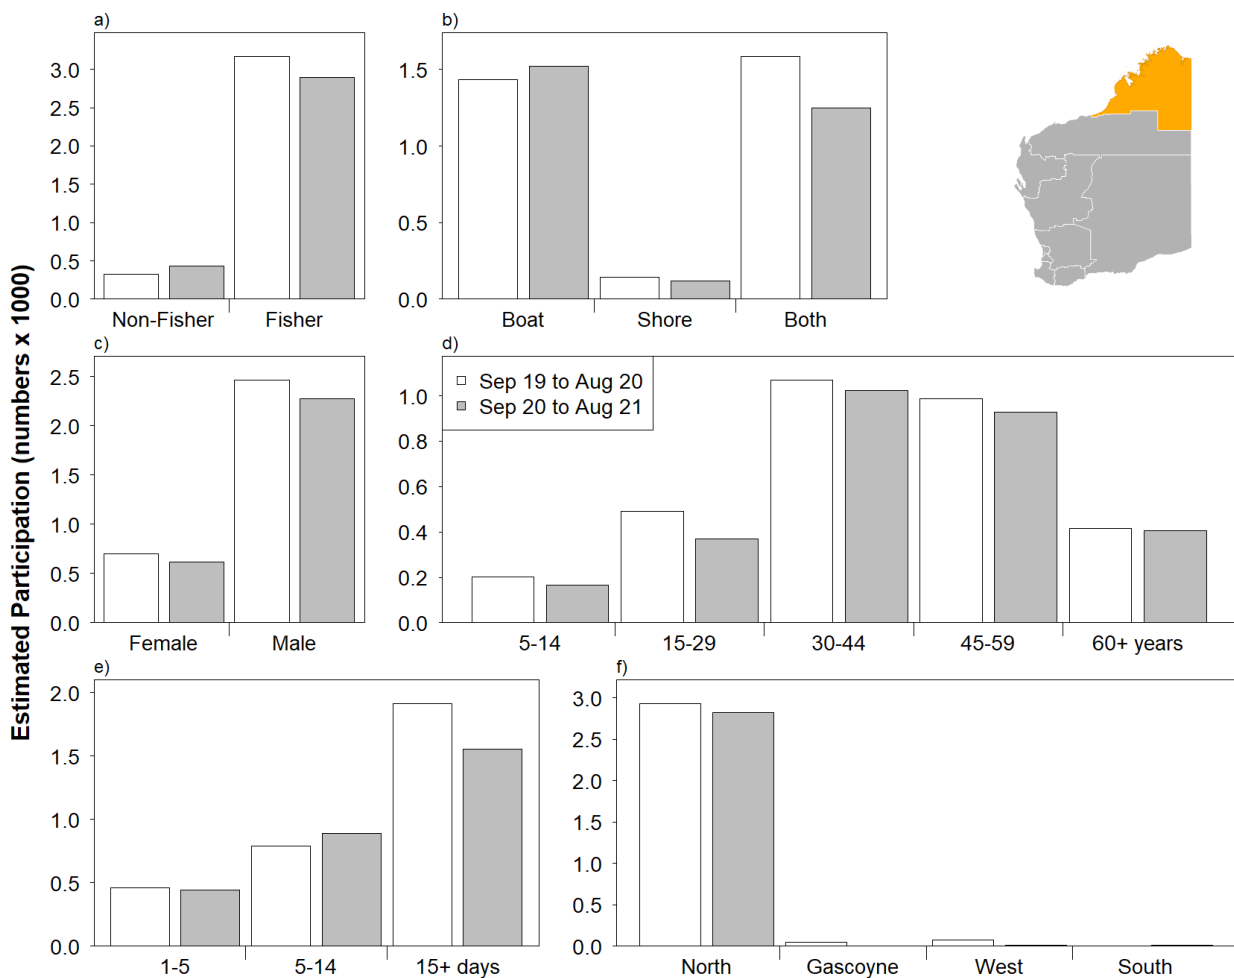 Estimated Participation (numbers x 1000)
a)
3.0
2.5
2.0
1.5
1.0
0.5
0.0
Non-Fisher Fisher
b)
1.5
1.0
0.5
0.0
Boat Shore Both
c)
2.5
2.0
1.5
1.0
0.5
0.0
Female Male
d)
Sep 19 to Aug 20
Sep 20 to Aug 21
1.0
0.8
0.6
0.4
0.2
0.0
5-14 15-29 30-44 45-59 60+ years
e)
2.0
1.5
1.0
0.5
0.0
1-5 5-14 15+ days
f)
3.0
2.5
2.0
1.5
1.0
0.5
0.0
North Gascoyne West South